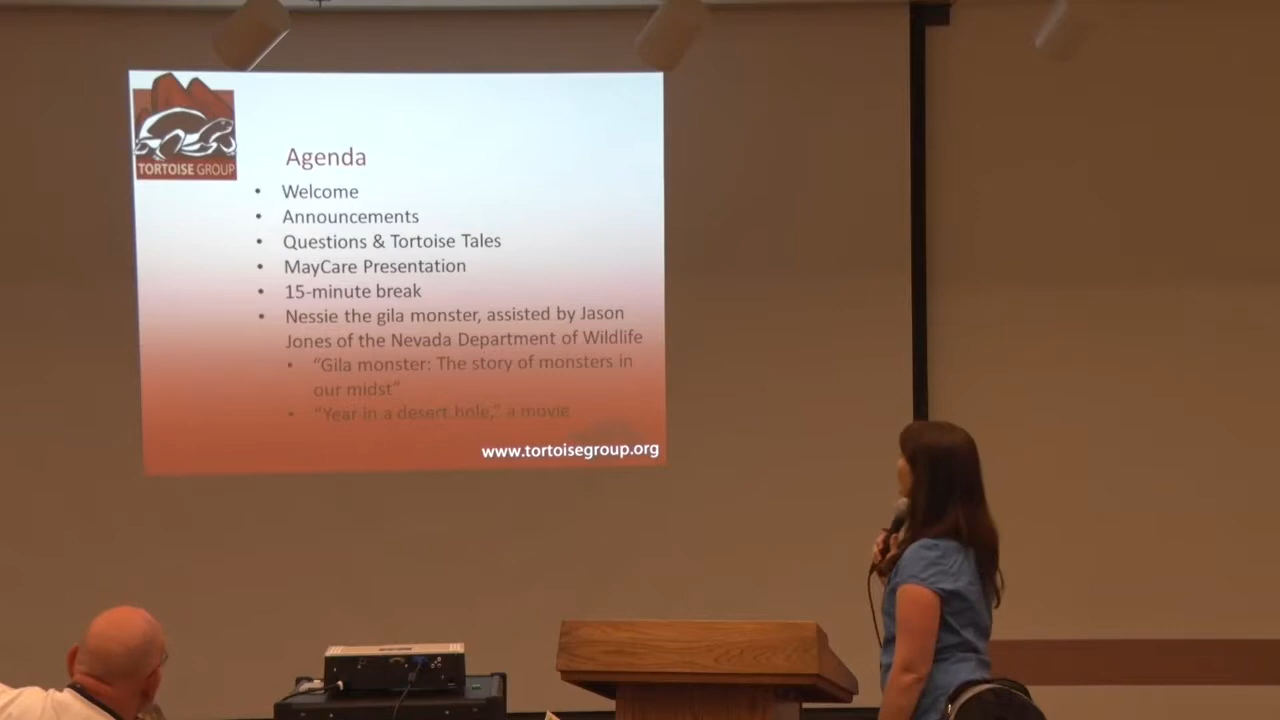 TORTOISE GROUP
Agenda
• Welcome
• Announcements
• Questions & Tortoise Tales
• MayCare Presentation
• 15-minute break
• Nessie the gila monster, assisted by Jason
Jones of the Nevada Department of Wildlife
• “Gila monster: The story of monsters in
our midst”
• “Year in a desert hole,” a movie
www.tortoisegroup.org